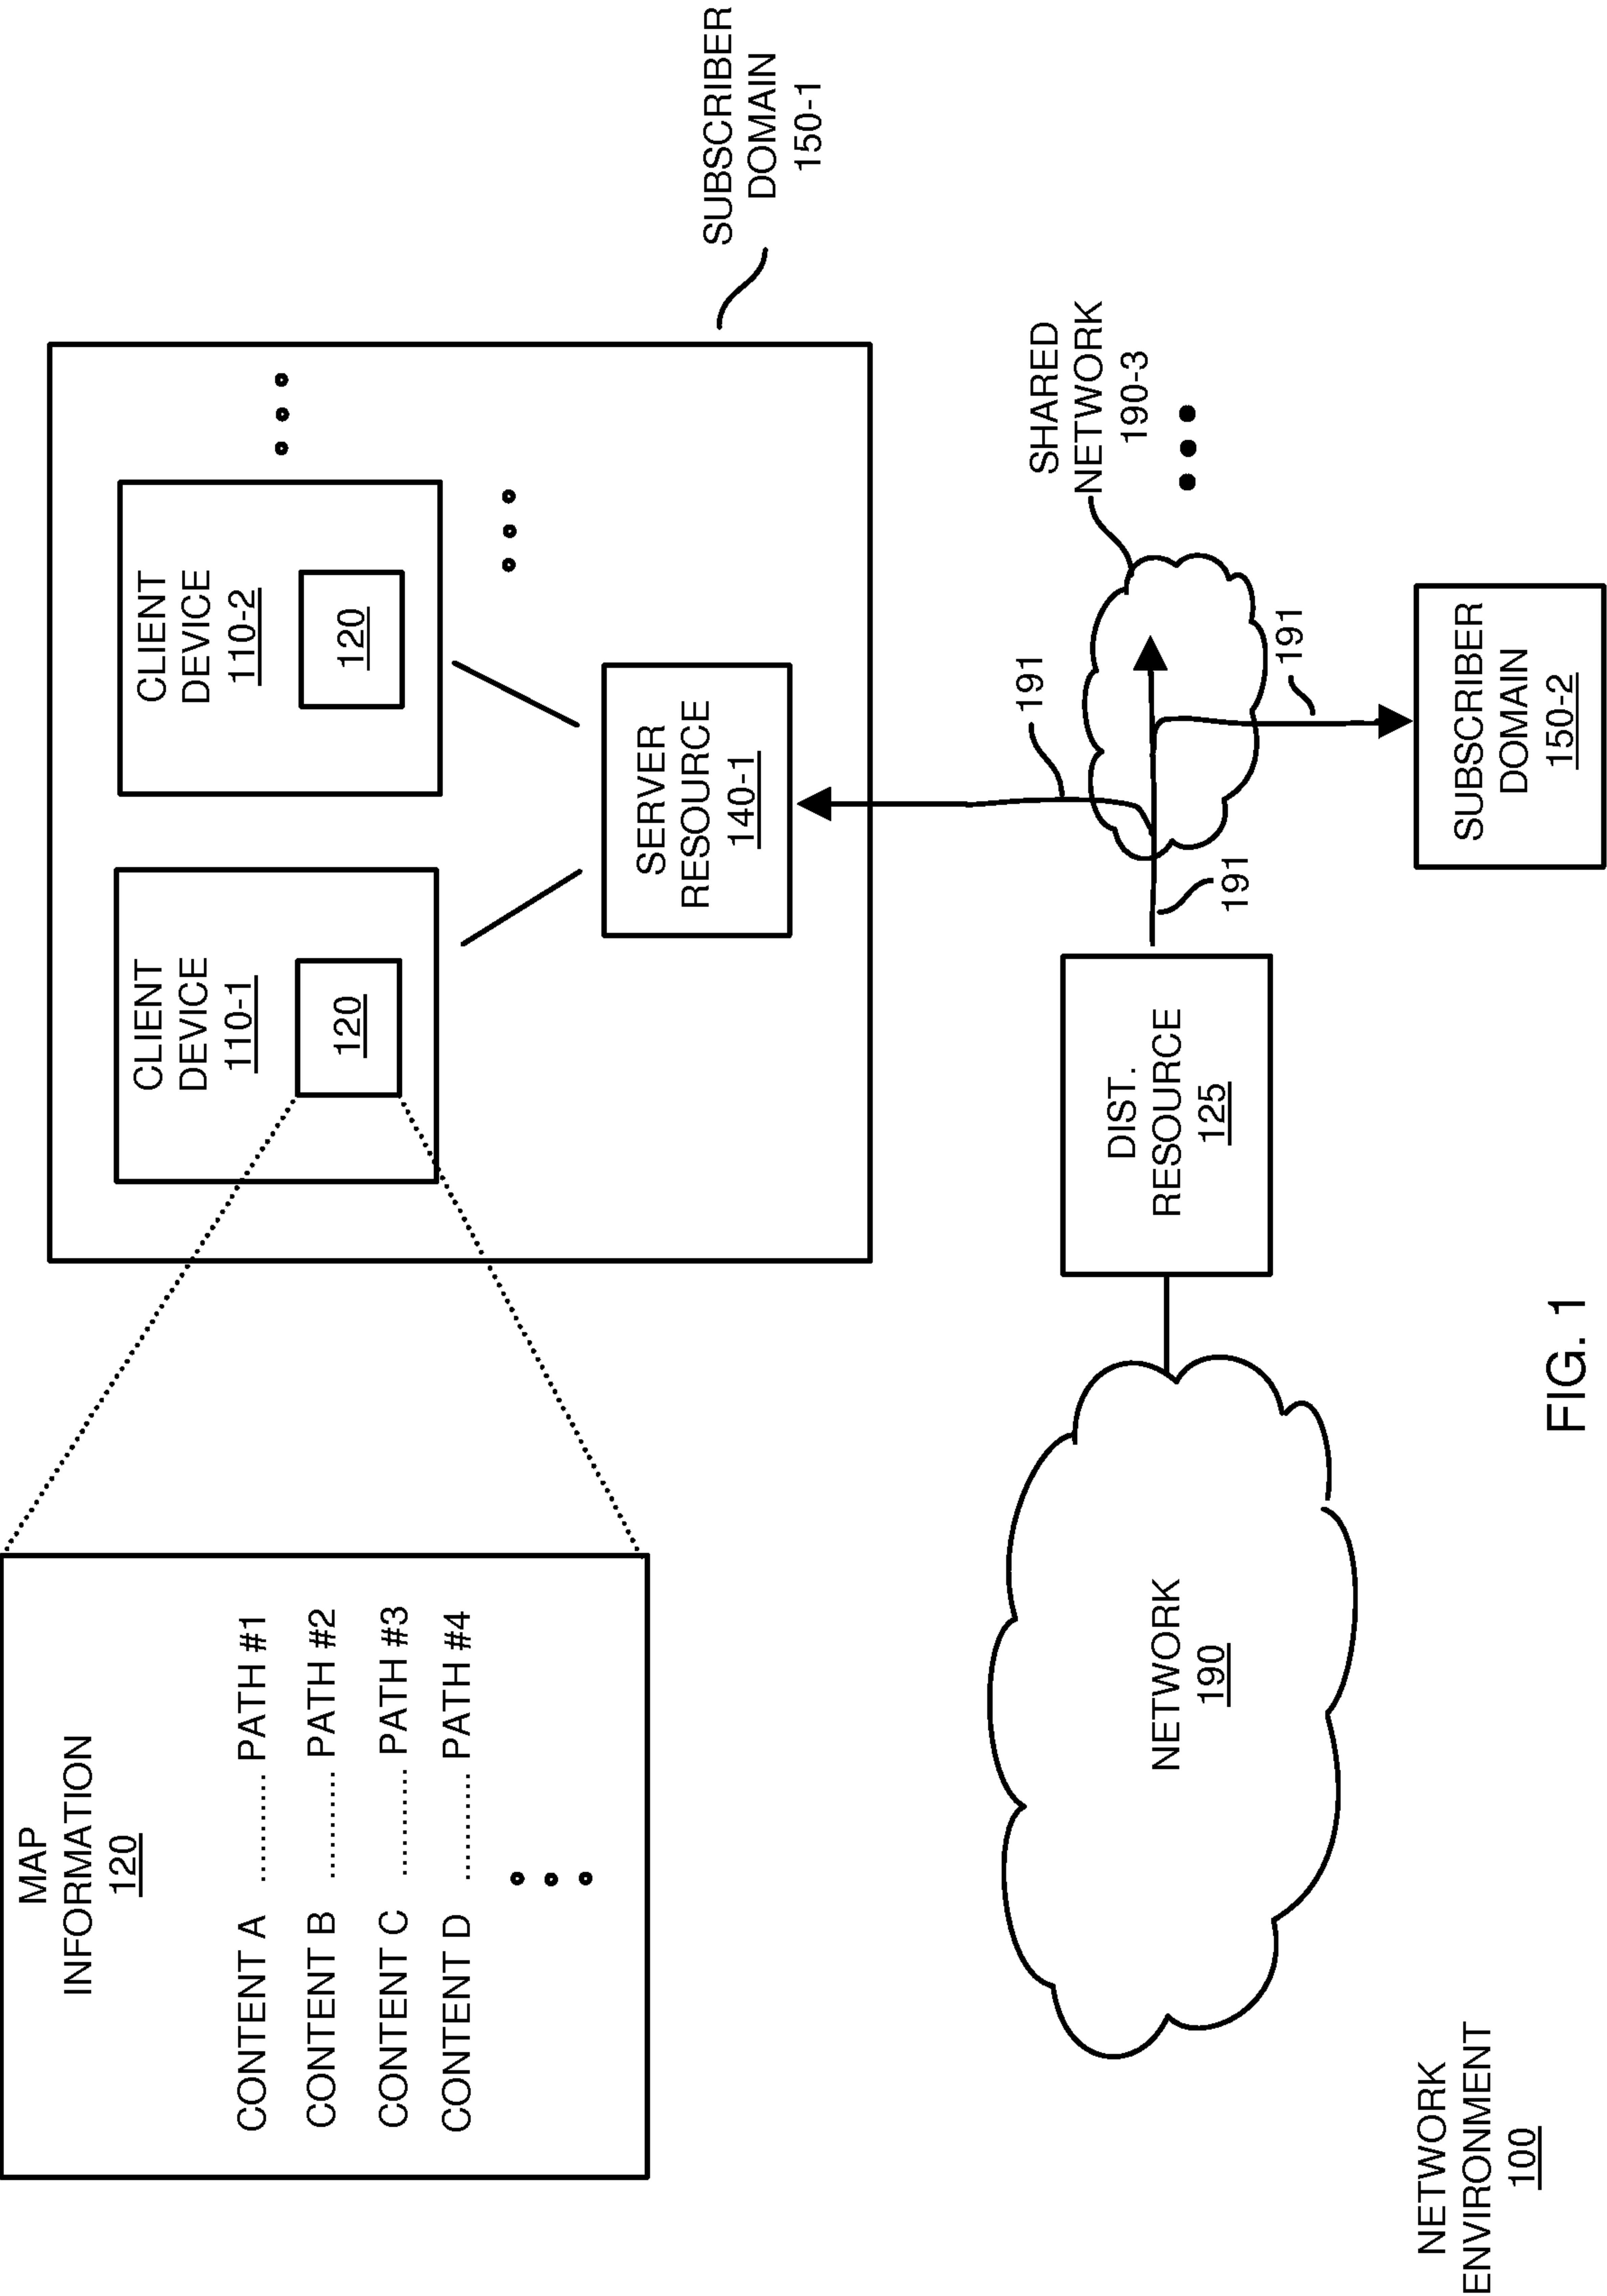 MAP
INFORMATION
120
CONTENT A .......... PATH #1
CONTENT B .......... PATH #2
CONTENT C .......... PATH #3
CONTENT D .......... PATH #4
CLIENT
DEVICE
110-1
120
CLIENT
DEVICE
110-2
120
SERVER
RESOURCE
140-1
SUBSCRIBER
DOMAIN
150-1
NETWORK
190
DIST.
RESOURCE
125
191
191
191
SHARED
NETWORK
190-3
SUBSCRIBER
DOMAIN
150-2
NETWORK
ENVIRONMENT
100
FIG. 1